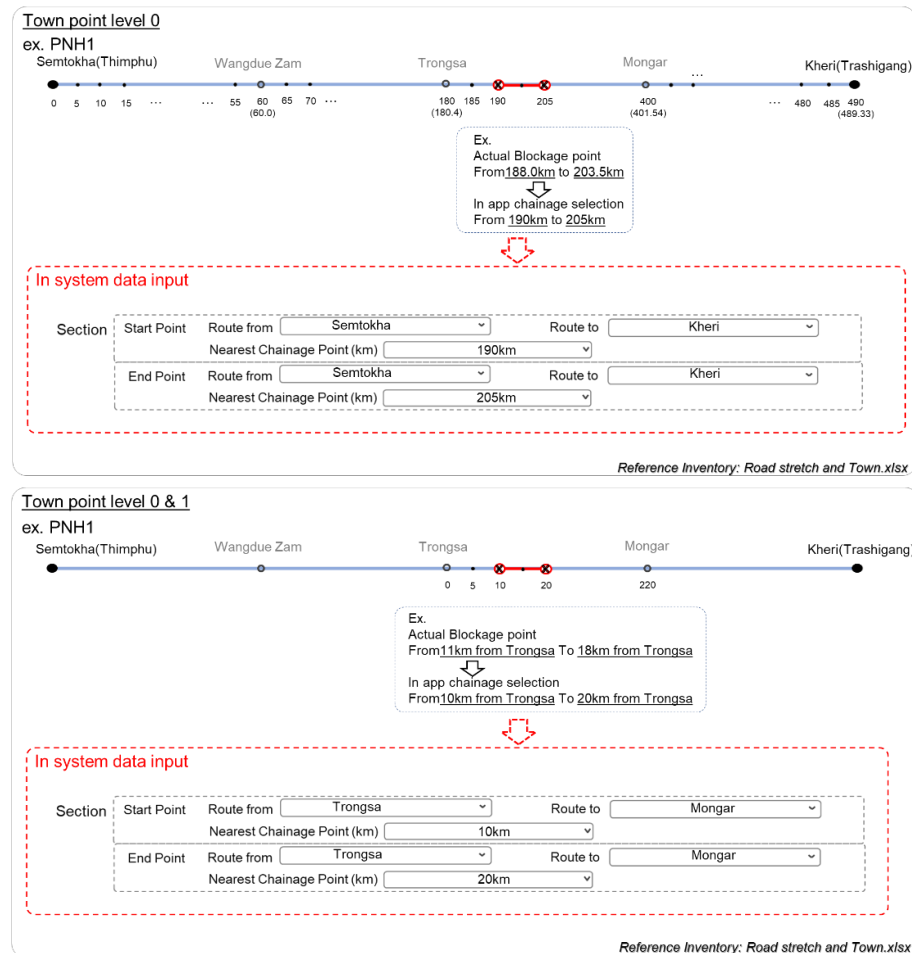 Town point level 0
ex. PNH1
Semtokha(Thimphu) Wangdue Zam Trongsa Mongar Kheri(Trashigang)
...
0 5 10 15 ... ... 55 60 65 70 ... 180 185 190 205 400 ... 480 485 490
(60.0) (180.4) (401.54) (489.33)
Ex.
Actual Blockage point
From188.0km to 203.5km
In app chainage selection
From 190km to 205km
In system data input
Section Start Point Route from Semtokha Route to Kheri
Nearest Chainage Point (km) 190km
End Point Route from Semtokha Route to Kheri
Nearest Chainage Point (km) 205km
Reference Inventory: Road stretch and Town.xlsx
Town point level 0 & 1
ex. PNH1
Semtokha(Thimphu) Wangdue Zam Trongsa Mongar Kheri(Trashigang)
0 5 10 20 220
Ex.
Actual Blockage point
From11km from Trongsa To 18km from Trongsa
In app chainage selection
From10km from Trongsa To 20km from Trongsa
In system data input
Section Start Point Route from Trongsa Route to Mongar
Nearest Chainage Point (km) 10km
End Point Route from Trongsa Route to Mongar
Nearest Chainage Point (km) 20km
Reference Inventory: Road stretch and Town.xlsx